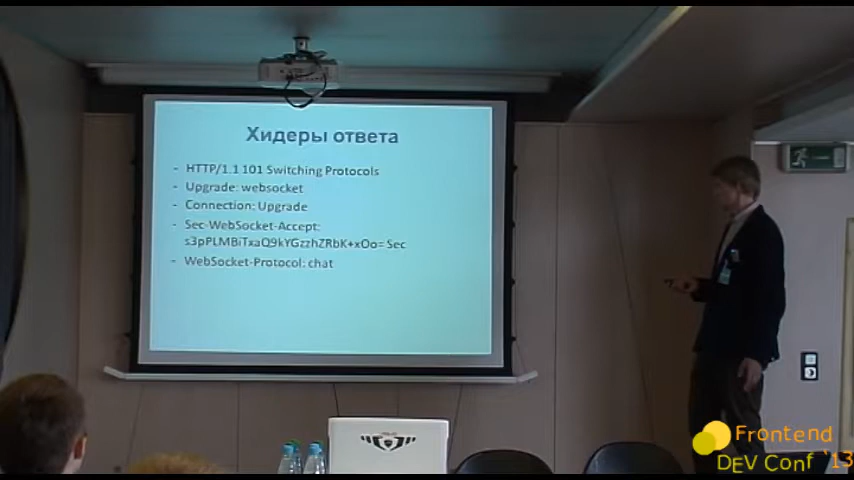 Хидеры ответа
- HTTP/1.1 101 Switching Protocols
- Upgrade: websocket
- Connection: Upgrade
- Sec-WebSocket-Accept:
s3pPLMBiTxaQ9kYGzzhZRbK+xOo= Sec
- WebSocket-Protocol: chat
Frontend
DEV Conf '13